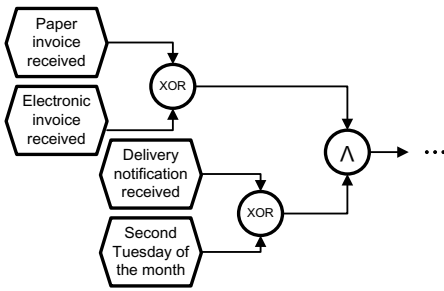 Paper
invoice
received
XOR
Electronic
invoice
received
Λ
...
Delivery
notification
received
XOR
Second
Tuesday of
the month